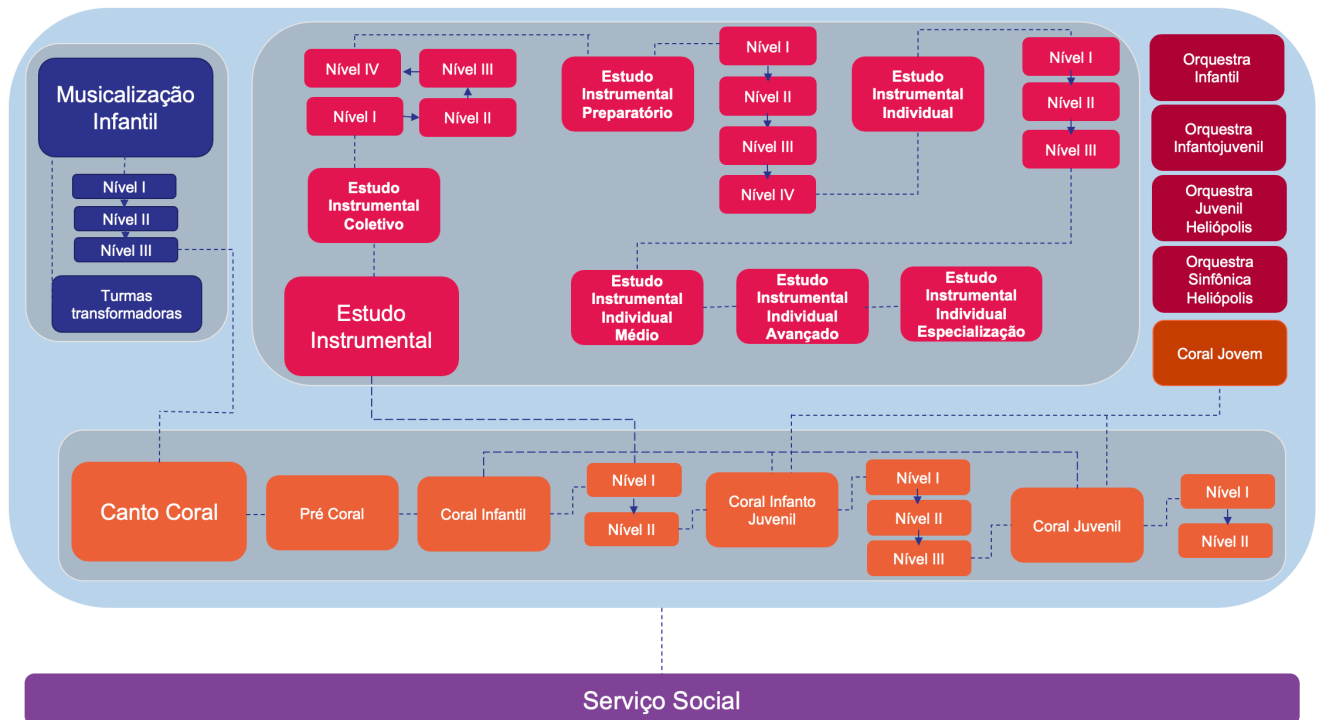 Musicalização
Infantil
Nível I
Nível II
Nível III
Turmas
transformadoras
Nível IV
Nível III
Nível I
Nível II
Estudo
Instrumental
Coletivo
Estudo
Instrumental
Estudo
Instrumental
Preparatório
Nível I
Nível II
Nível III
Nível IV
Estudo
Instrumental
Individual
Nível I
Nível II
Nível III
Estudo
Instrumental
Individual
Médio
Estudo
Instrumental
Individual
Avançado
Estudo
Instrumental
Individual
Especialização
Orquestra
Infantil
Orquestra
Infantojuvenil
Orquestra
Juvenil
Heliópolis
Orquestra
Sinfônica
Heliópolis
Coral Jovem
Canto Coral
Pré Coral
Coral Infantil
Nível I
Nível II
Coral Infanto
Juvenil
Nível I
Nível II
Nível III
Coral Juvenil
Nível I
Nível II
Serviço Social